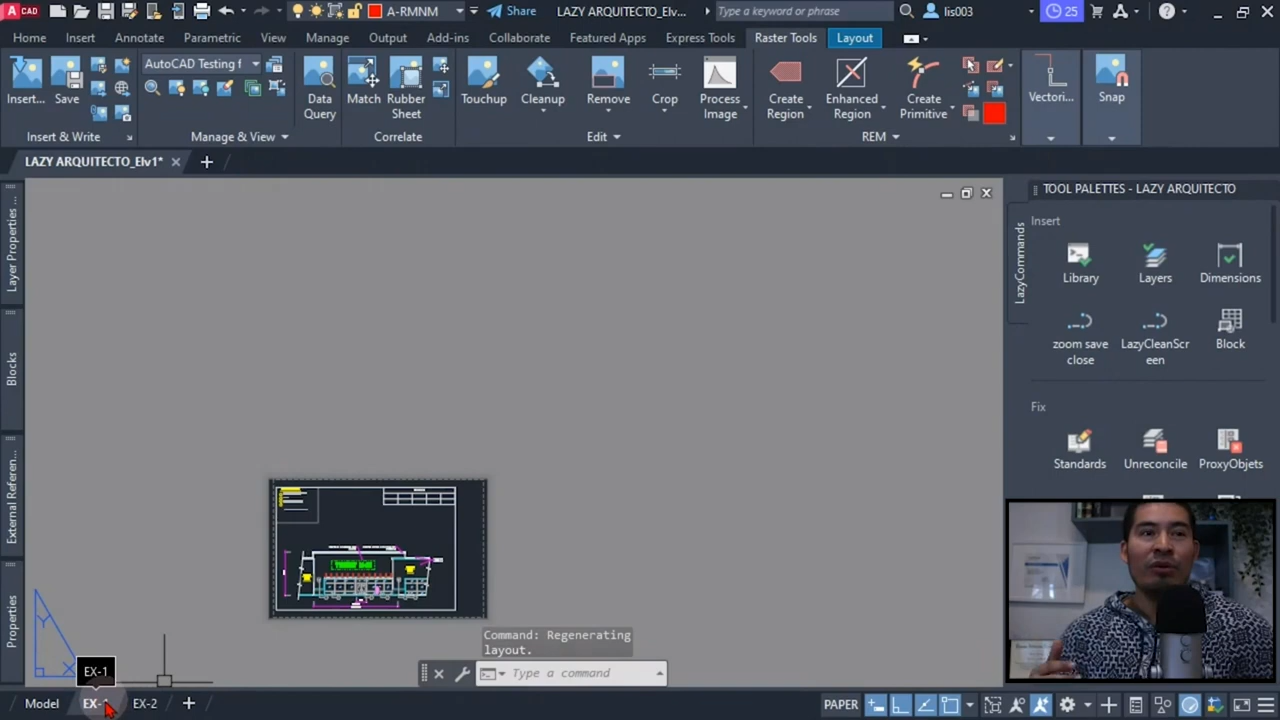 CAD
A-RMNM
Share
LAZY ARQUITECTO_Elv...
Type a keyword or phrase
lis003
25
Home
Insert
Annotate
Parametric
View
Manage
Output
Add-ins
Collaborate
Featured Apps
Express Tools
Raster Tools
Layout
Insert...
Save
AutoCAD Testing f
Data
Query
Match
Rubber
Sheet
Touchup
Cleanup
Remove
Crop
Process
Image
Create
Region
Enhanced
Region
Create
Primitive
Vectori...
Snap
Insert & Write
Manage & View
Correlate
Edit
REM
LAZY ARQUITECTO_Elv1*
TOOL PALETTES - LAZY ARQUITECTO
Layer Properties ...
Blocks
External Referen...
Properties
LazyCommands
Insert
Library
Layers
Dimensions
zoom save
close
LazyCleanScr
een
Block
Fix
Standards
Unreconcile
ProxyObjets
Y
X
Command: Regenerating
layout.
Type a command
EX-1
Model
EX-
EX-2
PAPER